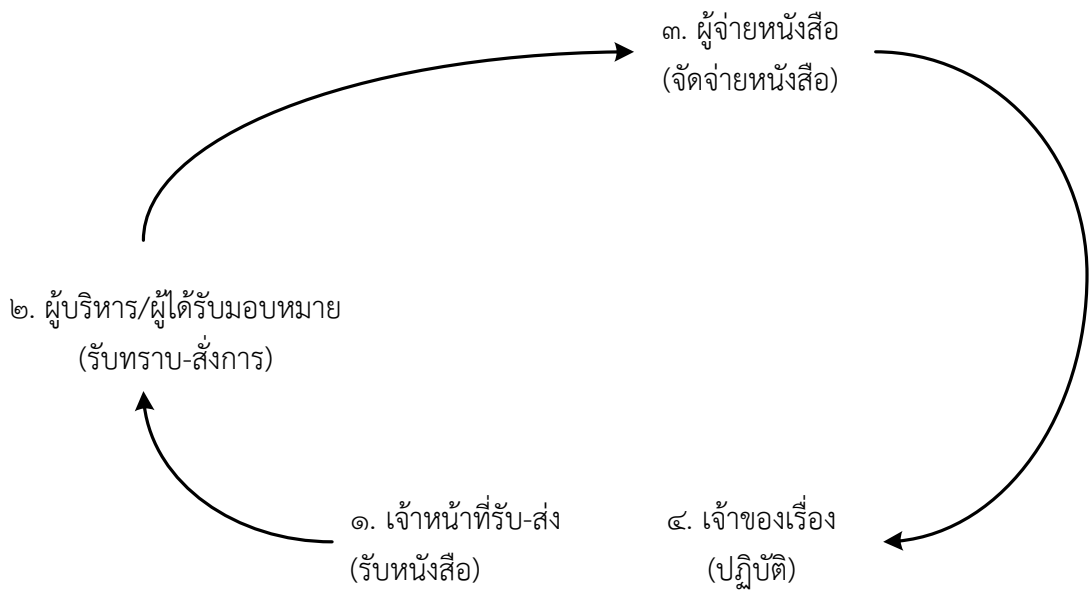 ๓. ผู้จ่ายหนังสือ
(จัดจ่ายหนังสือ)
๒. ผู้บริหาร/ผู้ได้รับมอบหมาย
(รับทราบ-สั่งการ)
๑. เจ้าหน้าที่รับ-ส่ง
(รับหนังสือ)
๔. เจ้าของเรื่อง
(ปฏิบัติ)